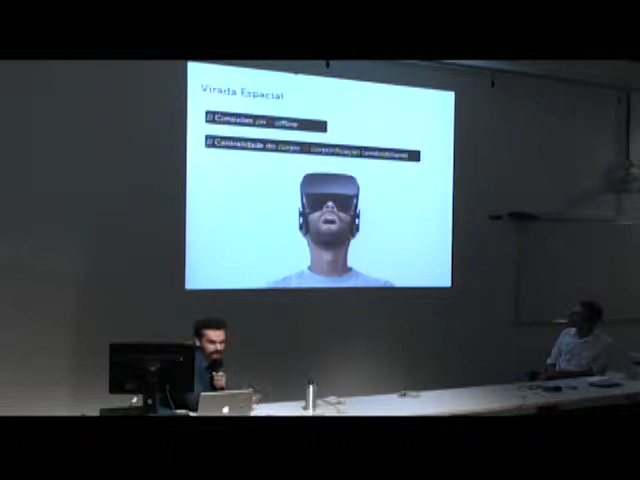 Virada Espacial
// Conexões on - offline
// Centralidade do corpo